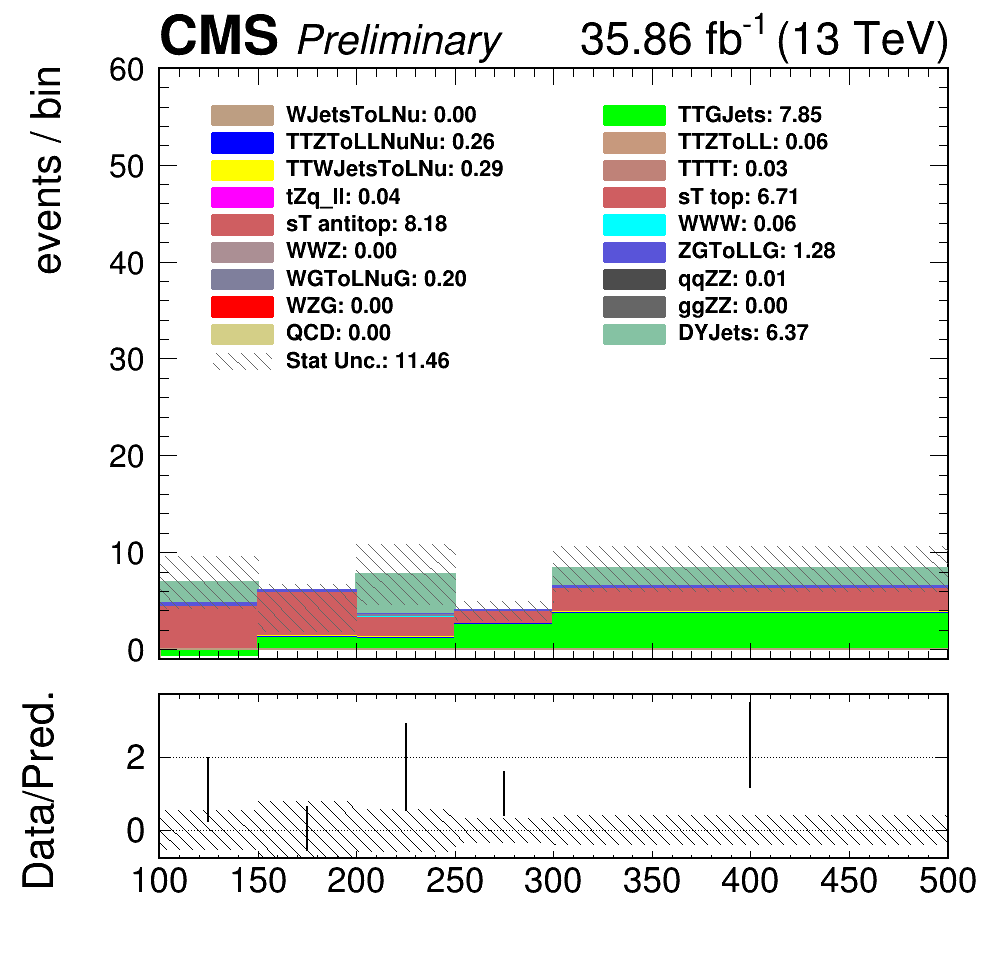 CMS Preliminary 35.86 fb-1 (13 TeV)
events / bin
60
50
40
30
20
10
0
WJetsToLNu: 0.00 TTGJets: 7.85
TTZToLLNuNu: 0.26 TTZToLL: 0.06
TTWJetsToLNu: 0.29 TTTT: 0.03
tZq_ll: 0.04 sT top: 6.71
sT antitop: 8.18 WWW: 0.06
WWZ: 0.00 ZGToLLG: 1.28
WGToLNuG: 0.20 qqZZ: 0.01
WZG: 0.00 ggZZ: 0.00
QCD: 0.00 DYJets: 6.37
Stat Unc.: 11.46
Data/Pred.
2
0
100 150 200 250 300 350 400 450 500